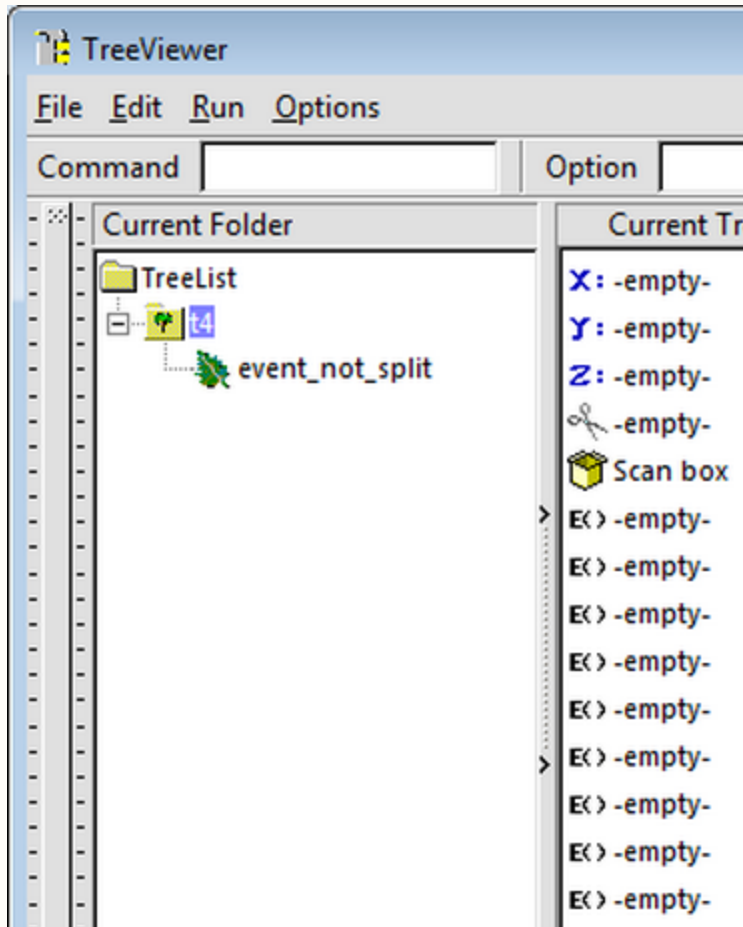 TreeViewer
File Edit Run Options
Command Option
Current Folder
TreeList
t4
event_not_split
Current Tr
X: -empty-
Y: -empty-
Z: -empty-
-empty-
Scan box
E() -empty-
E() -empty-
E() -empty-
E() -empty-
E() -empty-
E() -empty-
E() -empty-
E() -empty-
E() -empty-